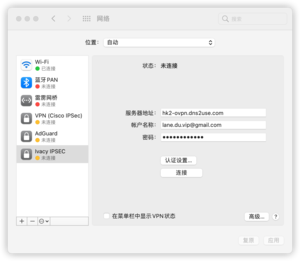 网络
搜索
位置： 自动
Wi-Fi
已连接
蓝牙 PAN
未连接
雷雳网桥
未连接
VPN (Cisco IPSec)
未连接
AdGuard
未连接
Ivacy IPSEC
未连接
状态： 未连接
服务器地址： hk2-ovpn.dns2use.com
帐户名称： lane.du.vip@gmail.com
密码： ••••••••••••
认证设置…
连接
在菜单栏中显示 VPN 状态
高级…
?
复原
应用